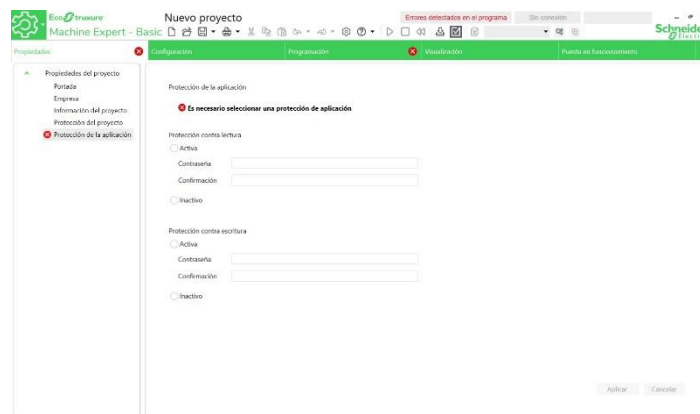 EcoStruxure
Machine Expert - Basic
Nuevo proyecto
Errores detectados en el programa
Sin conexión
Schneide
Electri
Propiedades
Configuración
Programación
Visualización
Puesta en funcionamiento
Propiedades del proyecto
Portada
Empresa
Información del proyecto
Protección del proyecto
Protección de la aplicación
Protección de la aplicación
Es necesario seleccionar una protección de aplicación
Protección contra lectura
Activa
Contraseña
Confirmación
Inactivo
Protección contra escritura
Activa
Contraseña
Confirmación
Inactivo
Aplicar
Cancelar